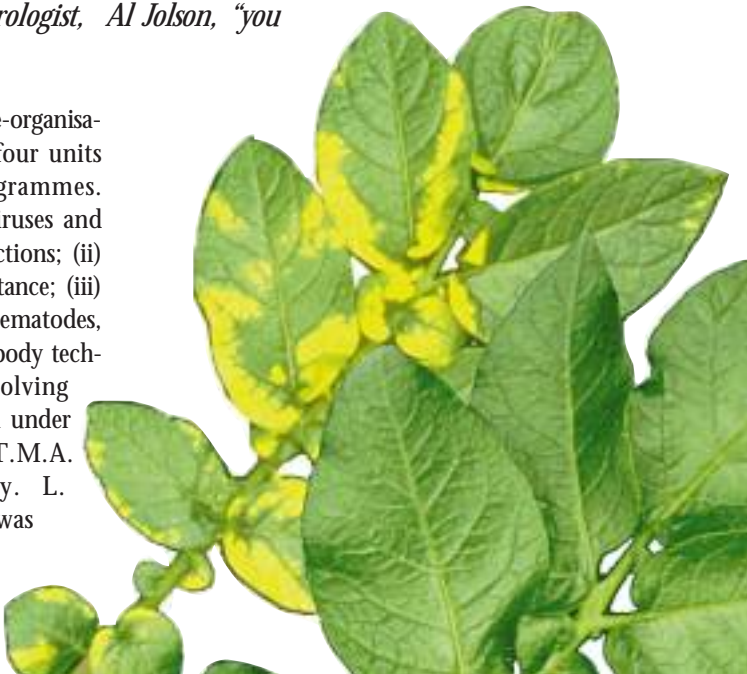 rologist, Al Jolson, “you
e-organisa-
four units
grammes.
iruses and
ctions; (ii)
tance; (iii)
ematodes,
body tech-
olving
under
T.M.A.
y. L.
was